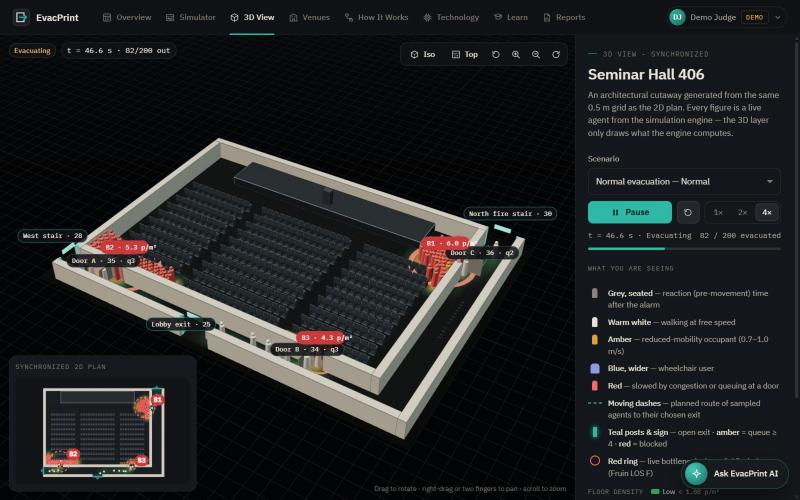 EvacPrint
Overview
Simulator
3D View
Venues
How It Works
Technology
Learn
Reports
DJ
Demo Judge
DEMO
Evacuating
t = 46.6 s · 82/200 out
Iso
Top
North fire stair · 30
West stair · 28
B2 · 5.3 p/m²
Door A · 35 · q3
B1 · 6.0 p/
Door C · 36 · q2
Lobby exit · 25
B3 · 4.3 p/m²
Door B · 34 · q3
SYNCHRONIZED 2D PLAN
B1
B2
B3
Drag to rotate · right-drag or two fingers to pan · scroll to zoom
3D VIEW · SYNCHRONIZED
Seminar Hall 406
An architectural cutaway generated from the same
0.5 m grid as the 2D plan. Every figure is a live
agent from the simulation engine — the 3D layer
only draws what the engine computes.
Scenario
Normal evacuation — Normal
Pause
1×
2×
4×
t = 46.6 s · Evacuating 82 / 200 evacuated
WHAT YOU ARE SEEING
Grey, seated — reaction (pre-movement) time
after the alarm
Warm white — walking at free speed
Amber — reduced-mobility occupant (0.7–1.0
m/s)
Blue, wider — wheelchair user
Red — slowed by congestion or queuing at a door
Moving dashes — planned route of sampled
agents to their chosen exit
Teal posts & sign — open exit · amber = queue ≥
4 · red = blocked
Red ring — live bottlene
(Fruin LOS F)
Ask EvacPrint AI
FLOOR DENSITY
Low < 1.08 p/m²